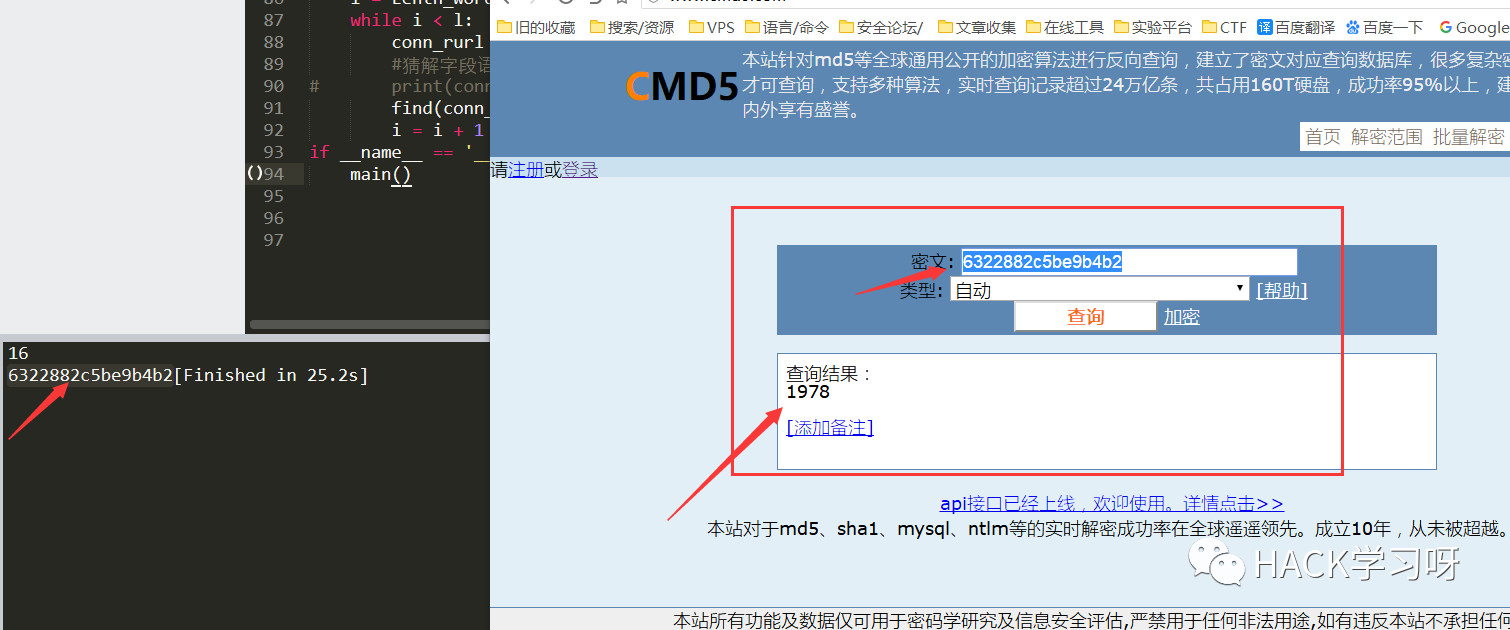 87 while i < l:
88 conn_rurl
89 #猜解字段语
90 # print(conn
91 find(conn_
92 i = i + 1
93 if __name__ == '__
94 main()
95
96
97
16
6322882c5be9b4b2[Finished in 25.2s]
旧的收藏 搜索/资源 VPS 语言/命令 安全论坛/ 文章收集 在线工具 实验平台 CTF 译 百度翻译 百度一下 G Google
CMD5
本站针对md5等全球通用公开的加密算法进行反向查询，建立了密文对应查询数据库，很多复杂密
才可查询，支持多种算法，实时查询记录超过24万亿条，共占用160T硬盘，成功率95%以上，建
内外享有盛誉。
首页 解密范围 批量解密
请注册或登录
密文: 6322882c5be9b4b2
类型: 自动 [帮助]
查询 加密
查询结果：
1978
[添加备注]
api接口已经上线，欢迎使用。详情点击>>
本站对于md5、sha1、mysql、ntlm等的实时解密成功率在全球遥遥领先。成立10年，从未被超越。
HACK学习呀
本站所有功能及数据仅可用于密码学研究及信息安全评估,严禁用于任何非法用途,如有违反本站不承担任何